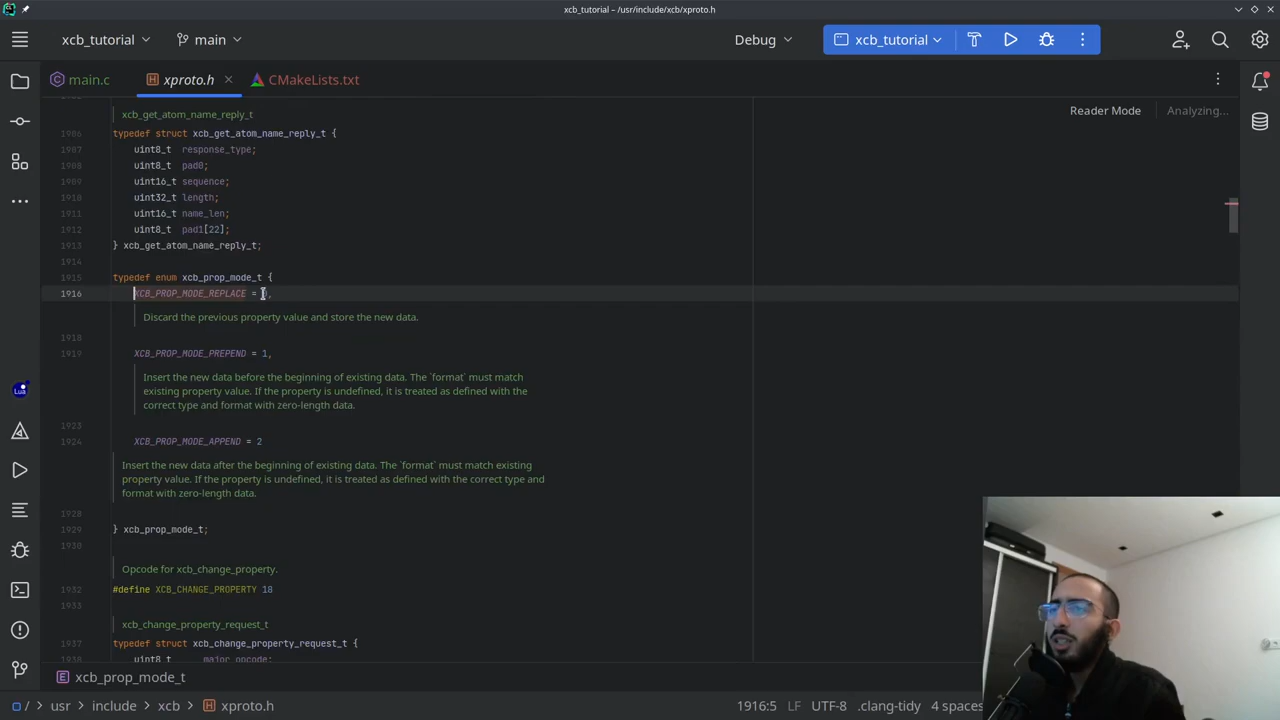 xcb_tutorial – /usr/include/xcb/xproto.h
xcb_tutorial
main
Debug
xcb_tutorial
main.c
xproto.h
CMakeLists.txt
Reader Mode
Analyzing...
xcb_get_atom_name_reply_t
1906 typedef struct xcb_get_atom_name_reply_t {
1907 uint8_t response_type;
1908 uint8_t pad0;
1909 uint16_t sequence;
1910 uint32_t length;
1911 uint16_t name_len;
1912 uint8_t pad1[22];
1913 } xcb_get_atom_name_reply_t;
1914
1915 typedef enum xcb_prop_mode_t {
1916 XCB_PROP_MODE_REPLACE = 0,
Discard the previous property value and store the new data.
1918
1919 XCB_PROP_MODE_PREPEND = 1,
Insert the new data before the beginning of existing data. The `format` must match
existing property value. If the property is undefined, it is treated as defined with the
correct type and format with zero-length data.
1923
1924 XCB_PROP_MODE_APPEND = 2
Insert the new data after the beginning of existing data. The `format` must match existing
property value. If the property is undefined, it is treated as defined with the correct type and
format with zero-length data.
1928
1929 } xcb_prop_mode_t;
1930
Opcode for xcb_change_property.
1932 #define XCB_CHANGE_PROPERTY 18
1933
xcb_change_property_request_t
1937 typedef struct xcb_change_property_request_t {
1938 uint8_t major_opcode;
Lua
E xcb_prop_mode_t
/ usr include xcb xproto.h
1916:5 LF UTF-8 .clang-tidy 4 spaces